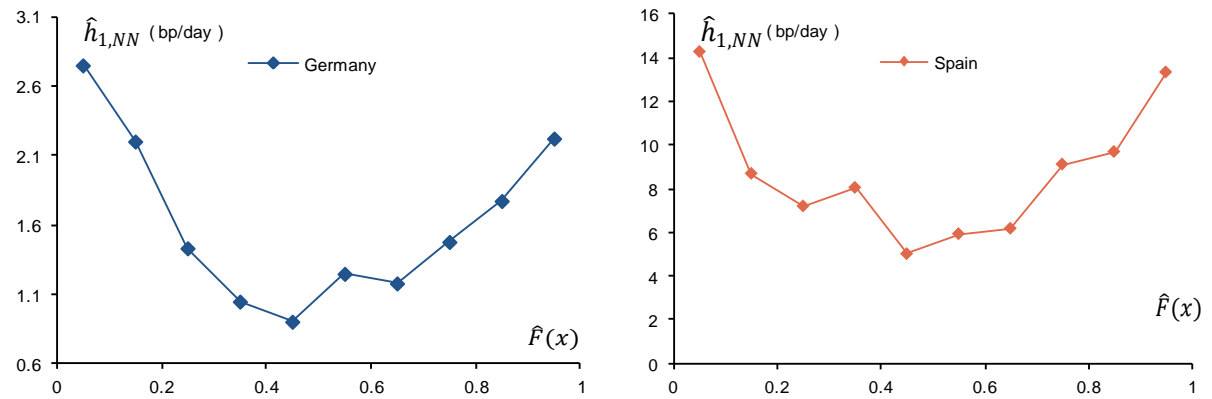 3.1
ĥ1,NN ( bp/day )
Germany
2.6
2.1
1.6
1.1
F̂(x)
0.6
0 0.2 0.4 0.6 0.8 1
16
ĥ1,NN ( bp/day )
14
Spain
12
10
8
6
4
F̂(x)
2
0
0 0.2 0.4 0.6 0.8 1